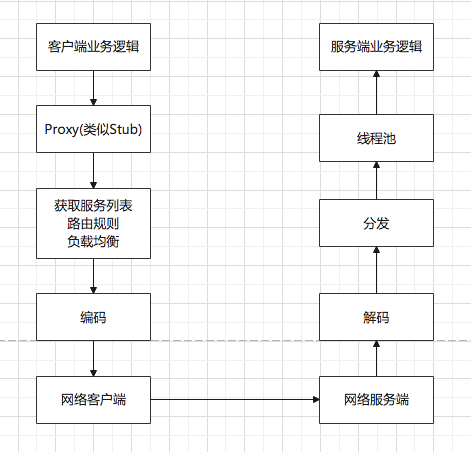 客户端业务逻辑
Proxy(类似Stub)
获取服务列表
路由规则
负载均衡
编码
网络客户端
服务端业务逻辑
线程池
分发
解码
网络服务端